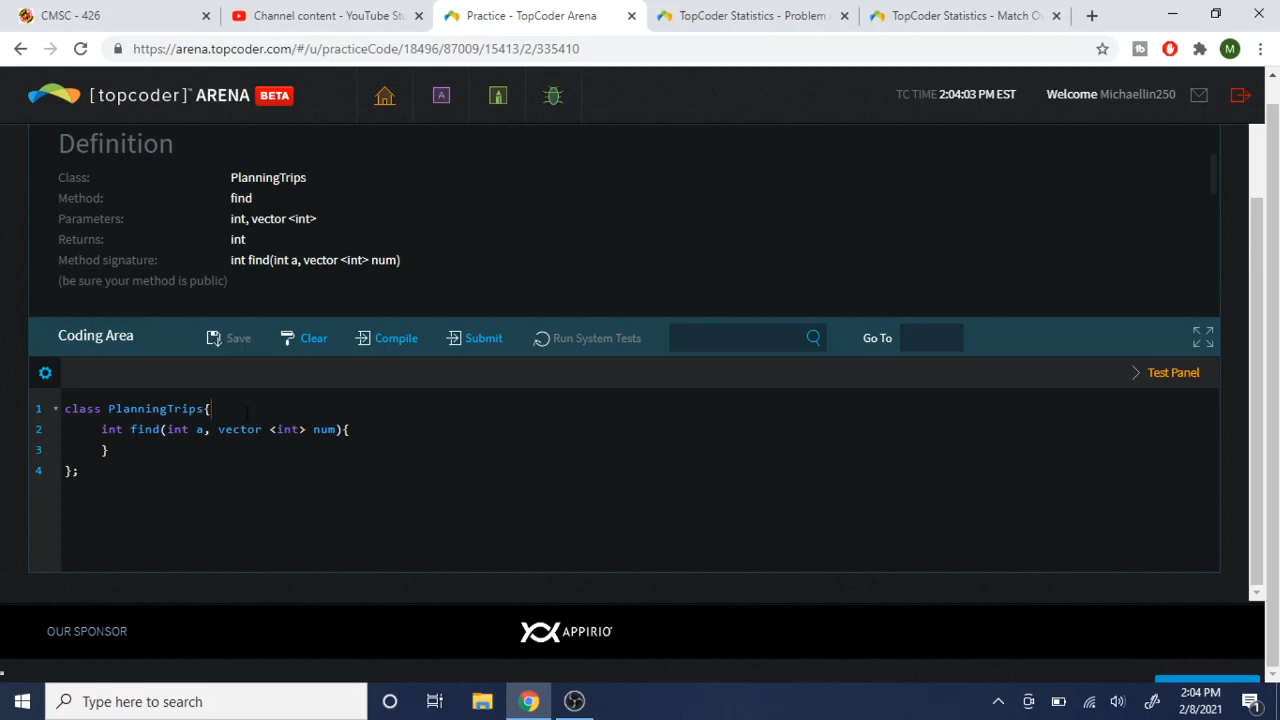 CMSC - 426
Channel content - YouTube Stu
Practice - TopCoder Arena
TopCoder Statistics - Problem A
TopCoder Statistics - Match Ov
https://arena.topcoder.com/#/u/practiceCode/18496/87009/15413/2/335410
[topcoder]™ ARENA BETA
TC TIME 2:04:03 PM EST
Welcome Michaellin250
Definition
Class: PlanningTrips
Method: find
Parameters: int, vector <int>
Returns: int
Method signature: int find(int a, vector <int> num)
(be sure your method is public)
Coding Area
Save
Clear
Compile
Submit
Run System Tests
Go To
Test Panel
1 class PlanningTrips{
2 int find(int a, vector <int> num){
3 }
4 };
OUR SPONSOR
APPIRIO
Type here to search
2:04 PM
2/8/2021